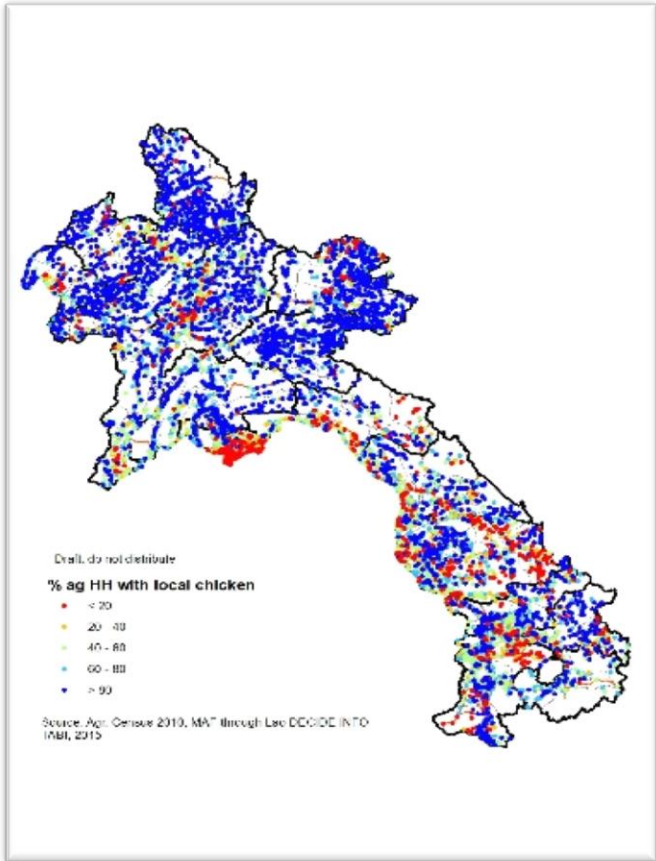 Draft, do not distribute
% ag HH with local chicken
< 20
20 - 40
40 - 60
60 - 80
> 80
Source: Agr. Census 2010, MAF through Lao DECIDE INFO
TABI, 2015